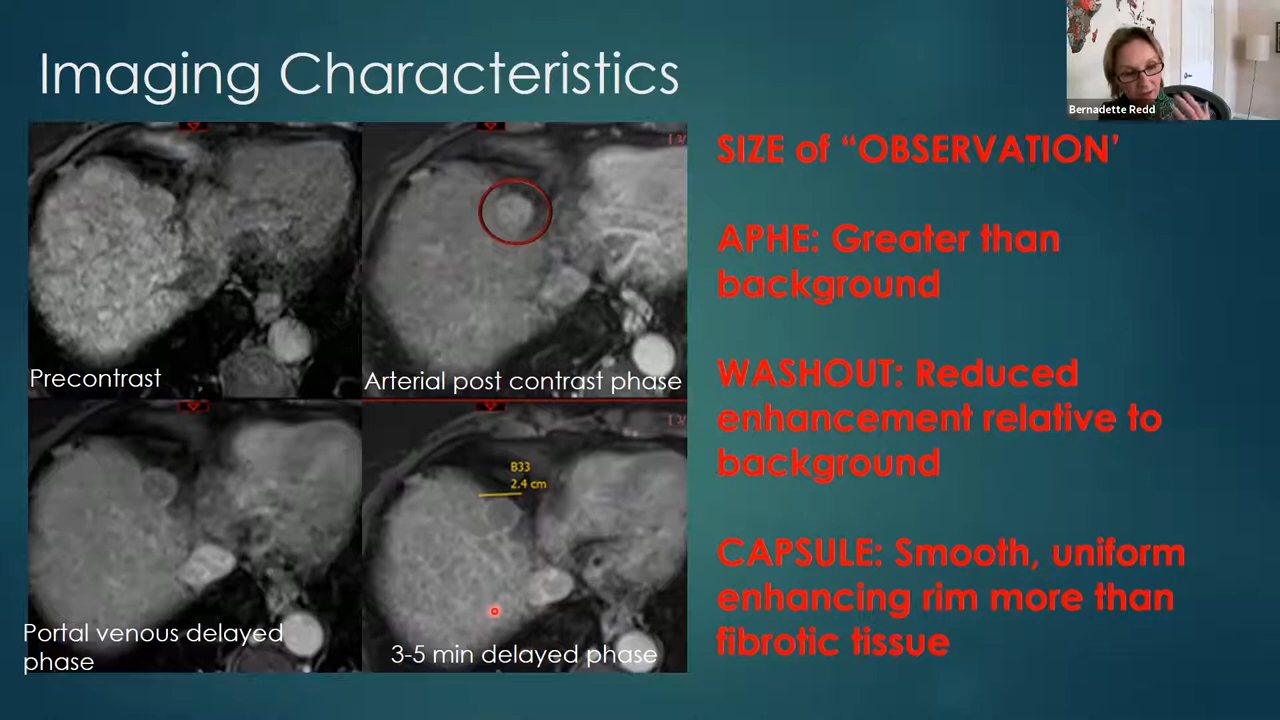 Imaging Characteristics
Bernadette Redd
SIZE of “OBSERVATION’
APHE: Greater than
background
WASHOUT: Reduced
enhancement relative to
background
CAPSULE: Smooth, uniform
enhancing rim more than
fibrotic tissue
Precontrast
Arterial post contrast phase
B33
2.4 cm
Portal venous delayed
phase
3-5 min delayed phase